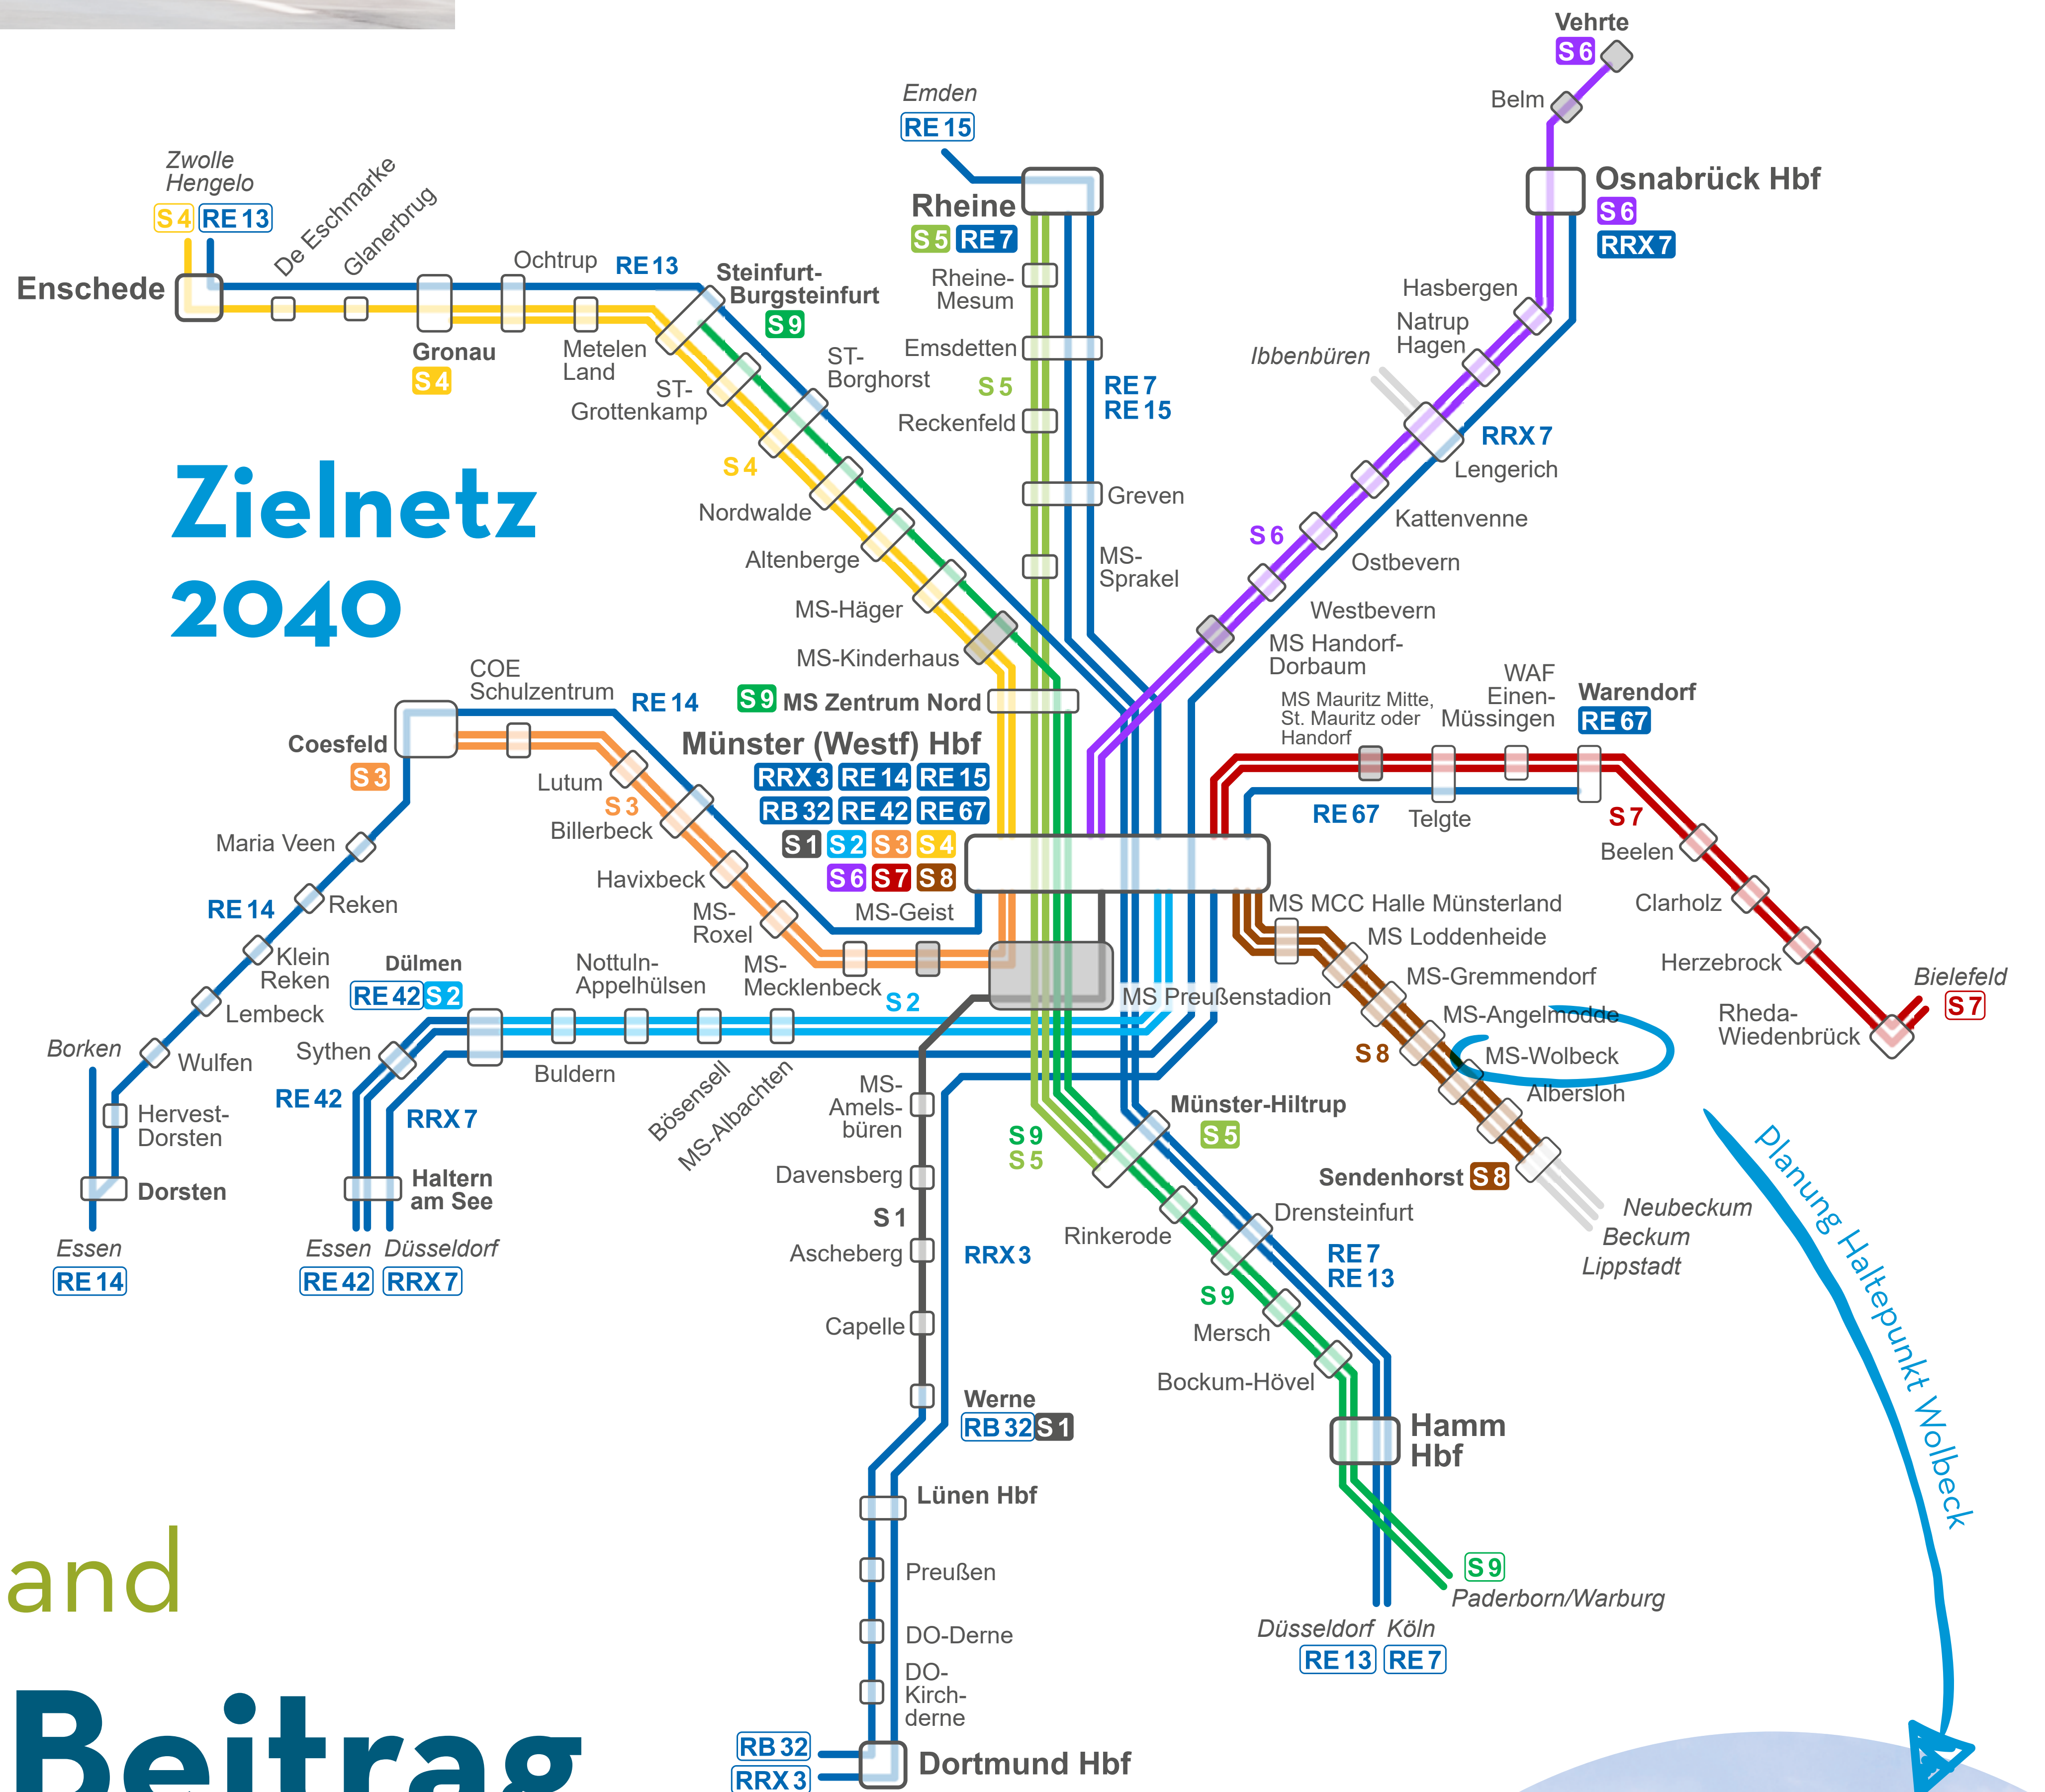 Vehrte
S 6
Belm
Emden
RE 15
Zwolle
Hengelo
S 4 RE 13
De Eschmarke
Glanerbrug
Enschede
Ochtrup
RE 13
Steinfurt-
Burgsteinfurt
S 9
Gronau
S 4
Metelen
Land
ST-
Grottenkamp
ST-
Borghorst
S 4
Nordwalde
Altenberge
MS-Häger
MS-Kinderhaus
Rheine
S 5 RE 7
Rheine-
Mesum
Emsdetten
S 5
RE 7
RE 15
Reckenfeld
Greven
MS-
Sprakel
Osnabrück Hbf
S 6
RRX 7
Hasbergen
Natrup
Hagen
Ibbenbüren
RRX 7
Lengerich
Kattenvenne
S 6
Ostbevern
Westbevern
MS Handorf-
Dorbaum
Zielnetz
2040
COE
Schulzentrum
RE 14
Coesfeld
S 3
Lutum
S 3
Billerbeck
Havixbeck
MS-
Roxel
MS-Geist
MS-
Mecklenbeck
S 9 MS Zentrum Nord
Münster (Westf) Hbf
RRX 3 RE 14 RE 15
RB 32 RE 42 RE 67
S 1 S 2 S 3 S 4
S 6 S 7 S 8
MS Mauritz Mitte,
St. Mauritz oder
Handorf
WAF
Einen-
Müssingen
Warendorf
RE 67
RE 67
Telgte
S 7
Beelen
Clarholz
Herzebrock
Rheda-
Wiedenbrück
Bielefeld
S 7
Maria Veen
RE 14
Reken
Klein
Reken
Lembeck
Wulfen
Borken
Hervest-
Dorsten
Dorsten
Essen
RE 14
Dülmen
RE 42 S 2
Nottuln-
Appelhülsen
S 2
Sythen
Buldern
Bösensell
MS-Albachten
RE 42
RRX 7
Haltern
am See
Essen Düsseldorf
RE 42 RRX 7
MS Preußenstadion
MS MCC Halle Münsterland
MS Loddenheide
MS-Gremmendorf
MS-Angelmodde
S 8
MS-Wolbeck
Albersloh
Sendenhorst S 8
Neubeckum
Beckum
Lippstadt
Planung Haltepunkt Wolbeck
MS-
Amels-
büren
Davensberg
S 1
Ascheberg
RRX 3
Capelle
Werne
RB 32 S 1
Lünen Hbf
Preußen
DO-Derne
DO-
Kirch-
derne
RB 32
RRX 3
Dortmund Hbf
S 9
S 5
Münster-Hiltrup
S 5
Rinkerode
Drensteinfurt
RE 7
RE 13
S 9
Mersch
Bockum-Hövel
Hamm
Hbf
S 9
Paderborn/Warburg
Düsseldorf Köln
RE 13 RE 7
and
Beitrag